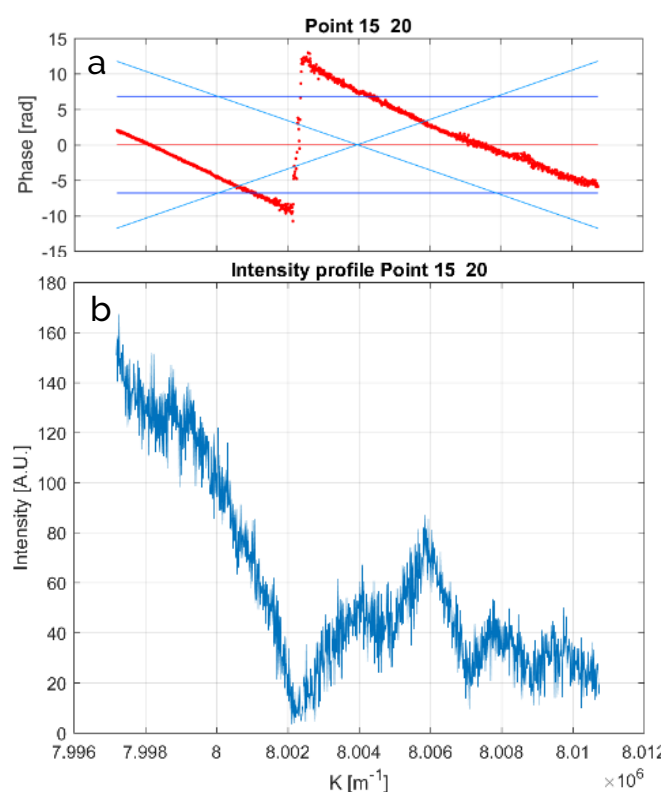 Point 15 20
a
15
10
5
0
-5
-10
-15
Phase [rad]
Intensity profile Point 15 20
b
180
160
140
120
100
80
60
40
20
0
Intensity [A.U.]
7.996 7.998 8 8.002 8.004 8.006 8.008 8.01 8.012
K [m⁻¹]
×10⁶